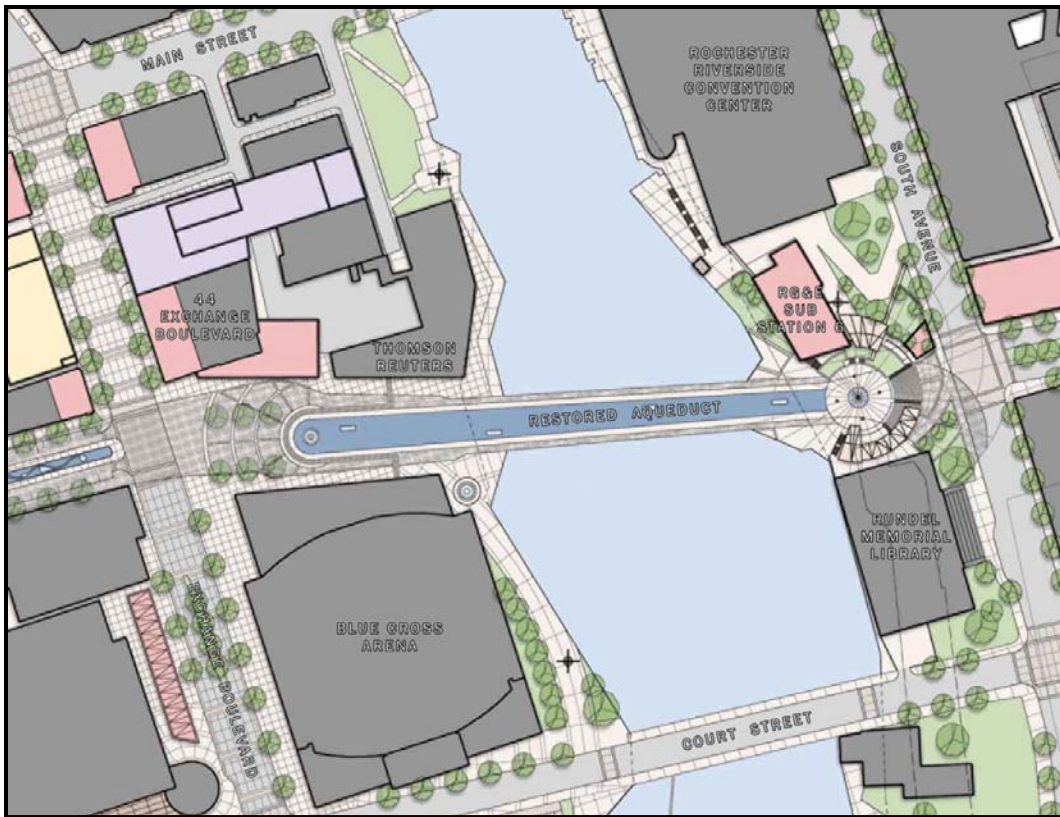 MAIN STREET
ROCHESTER
RIVERSIDE
CONVENTION
CENTER
SOUTH AVENUE
44
EXCHANGE
BOULEVARD
THOMSON
REUTERS
RG&E
SUB
STATION 6
RESTORED AQUEDUCT
RUNDEL
MEMORIAL
LIBRARY
BLUE CROSS
ARENA
EXCHANGE BOULEVARD
COURT STREET